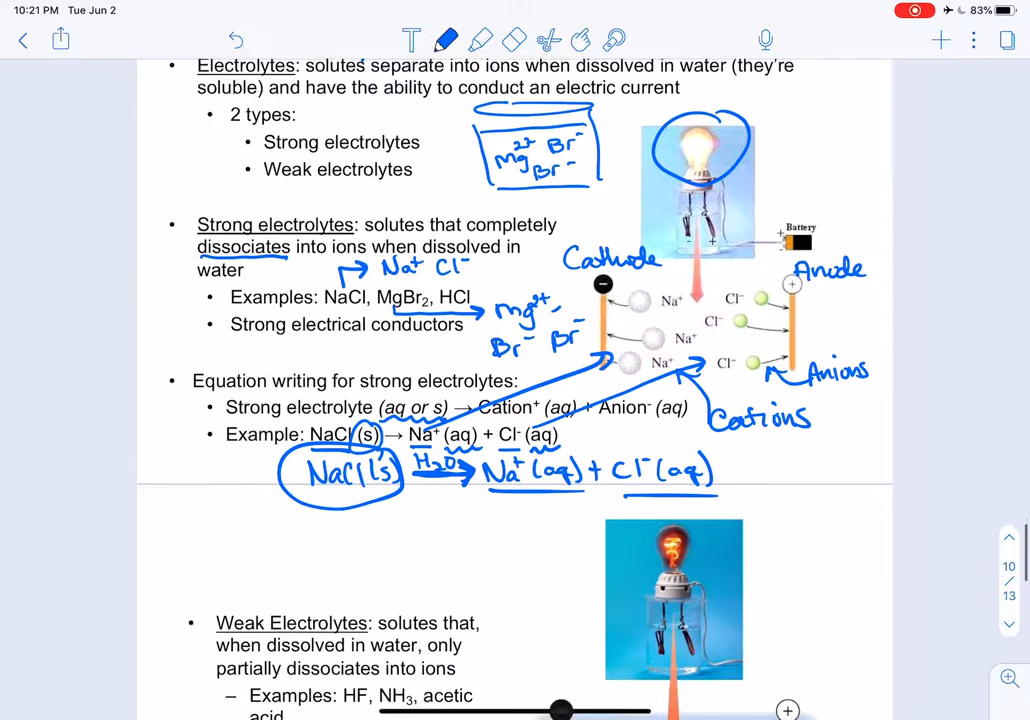 10:21 PM Tue Jun 2
83%
T
• Electrolytes: solutes separate into ions when dissolved in water (they're
soluble) and have the ability to conduct an electric current
• 2 types:
• Strong electrolytes
• Weak electrolytes
Mg²⁺ Br⁻
Br⁻
- +
+ Battery
-
• Strong electrolytes: solutes that completely
dissociates into ions when dissolved in
water
Na⁺ Cl⁻
• Examples: NaCl, MgBr₂, HCl
Mg²⁺
Br⁻ Br⁻
• Strong electrical conductors
Cathode
Anode
- +
Na⁺ Cl⁻
Cl⁻
Na⁺
Na⁺ Cl⁻
Anions
Cations
• Equation writing for strong electrolytes:
• Strong electrolyte (aq or s) → Cation⁺ (aq) + Anion⁻ (aq)
• Example: NaCl (s) → Na⁺ (aq) + Cl⁻ (aq)
NaCl(s) H₂O → Na⁺(aq) + Cl⁻(aq)
10
/
13
• Weak Electrolytes: solutes that,
when dissolved in water, only
partially dissociates into ions
– Examples: HF, NH₃, acetic
acid
+